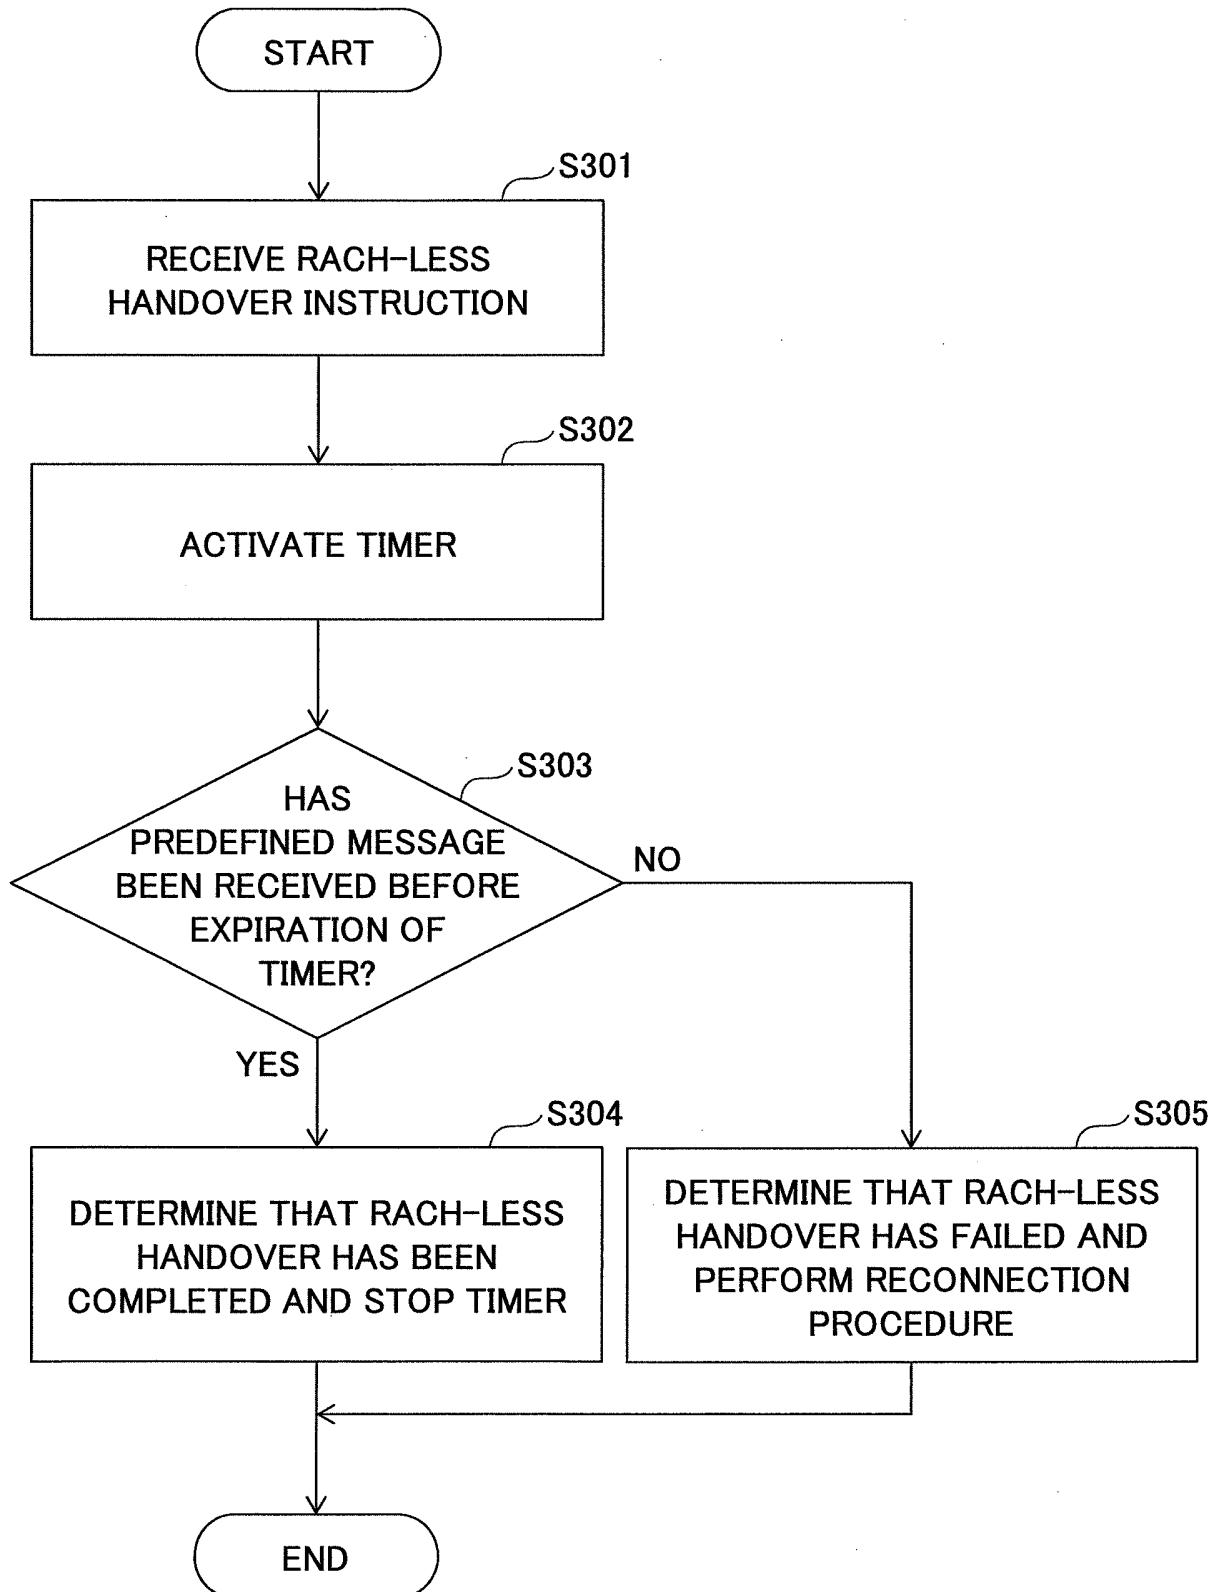 START
S301
RECEIVE RACH-LESS
HANDOVER INSTRUCTION
S302
ACTIVATE TIMER
S303
HAS
PREDEFINED MESSAGE
BEEN RECEIVED BEFORE
EXPIRATION OF
TIMER?
NO
YES
S304
DETERMINE THAT RACH-LESS
HANDOVER HAS BEEN
COMPLETED AND STOP TIMER
S305
DETERMINE THAT RACH-LESS
HANDOVER HAS FAILED AND
PERFORM RECONNECTION
PROCEDURE
END